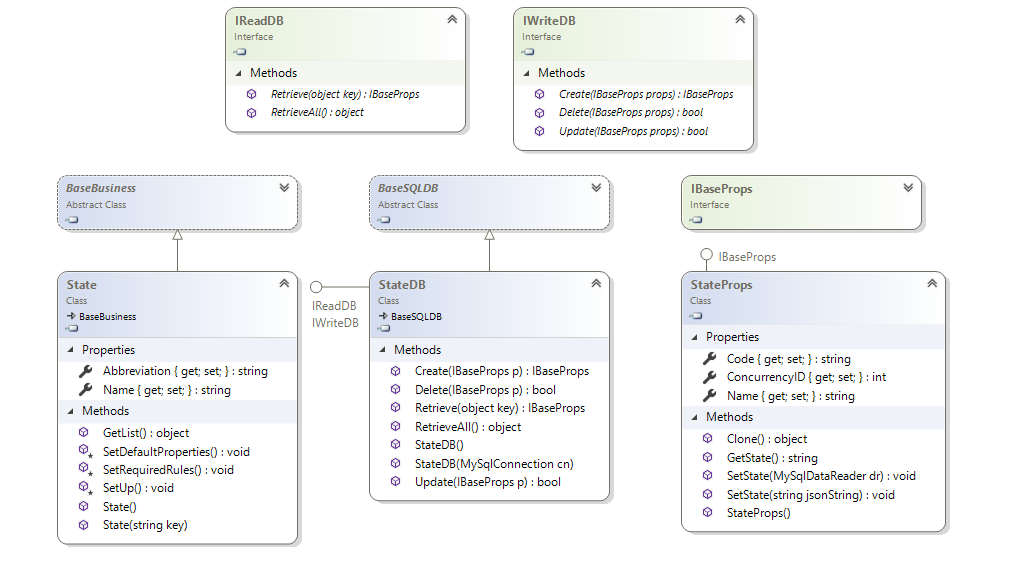 IReadDB
Interface
Methods
Retrieve(object key) : IBaseProps
RetrieveAll() : object
IWriteDB
Interface
Methods
Create(IBaseProps props) : IBaseProps
Delete(IBaseProps props) : bool
Update(IBaseProps props) : bool
BaseBusiness
Abstract Class
BaseSQLDB
Abstract Class
IBaseProps
Interface
State
Class
BaseBusiness
Properties
Abbreviation { get; set; } : string
Name { get; set; } : string
Methods
GetList() : object
SetDefaultProperties() : void
SetRequiredRules() : void
SetUp() : void
State()
State(string key)
IReadDB
IWriteDB
StateDB
Class
BaseSQLDB
Methods
Create(IBaseProps p) : IBaseProps
Delete(IBaseProps p) : bool
Retrieve(object key) : IBaseProps
RetrieveAll() : object
StateDB()
StateDB(MySqlConnection cn)
Update(IBaseProps p) : bool
IBaseProps
StateProps
Class
Properties
Code { get; set; } : string
ConcurrencyID { get; set; } : int
Name { get; set; } : string
Methods
Clone() : object
GetState() : string
SetState(MySqlDataReader dr) : void
SetState(string jsonString) : void
StateProps()